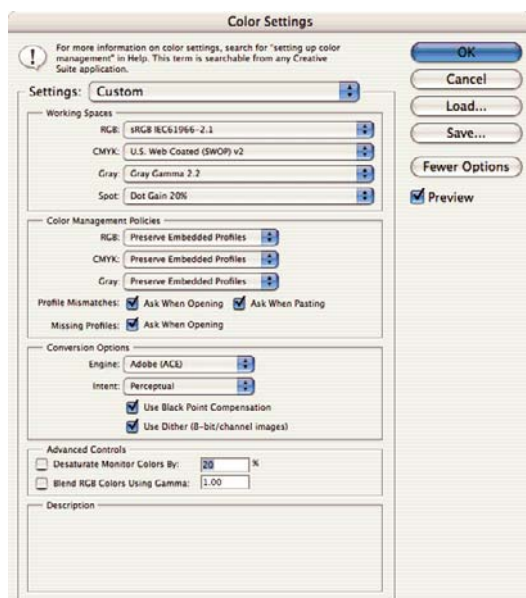 Color Settings
For more information on color settings, search for "setting up color
management" in Help. This term is searchable from any Creative
Suite application.
Settings: Custom
Working Spaces
RGB: sRGB IEC61966-2.1
CMYK: U.S. Web Coated (SWOP) v2
Gray: Gray Gamma 2.2
Spot: Dot Gain 20%
Color Management Policies
RGB: Preserve Embedded Profiles
CMYK: Preserve Embedded Profiles
Gray: Preserve Embedded Profiles
Profile Mismatches: Ask When Opening Ask When Pasting
Missing Profiles: Ask When Opening
Conversion Options
Engine: Adobe (ACE)
Intent: Perceptual
Use Black Point Compensation
Use Dither (8-bit/channel images)
Advanced Controls
Desaturate Monitor Colors By: 20 %
Blend RGB Colors Using Gamma: 1.00
Description
OK
Cancel
Load...
Save...
Fewer Options
Preview